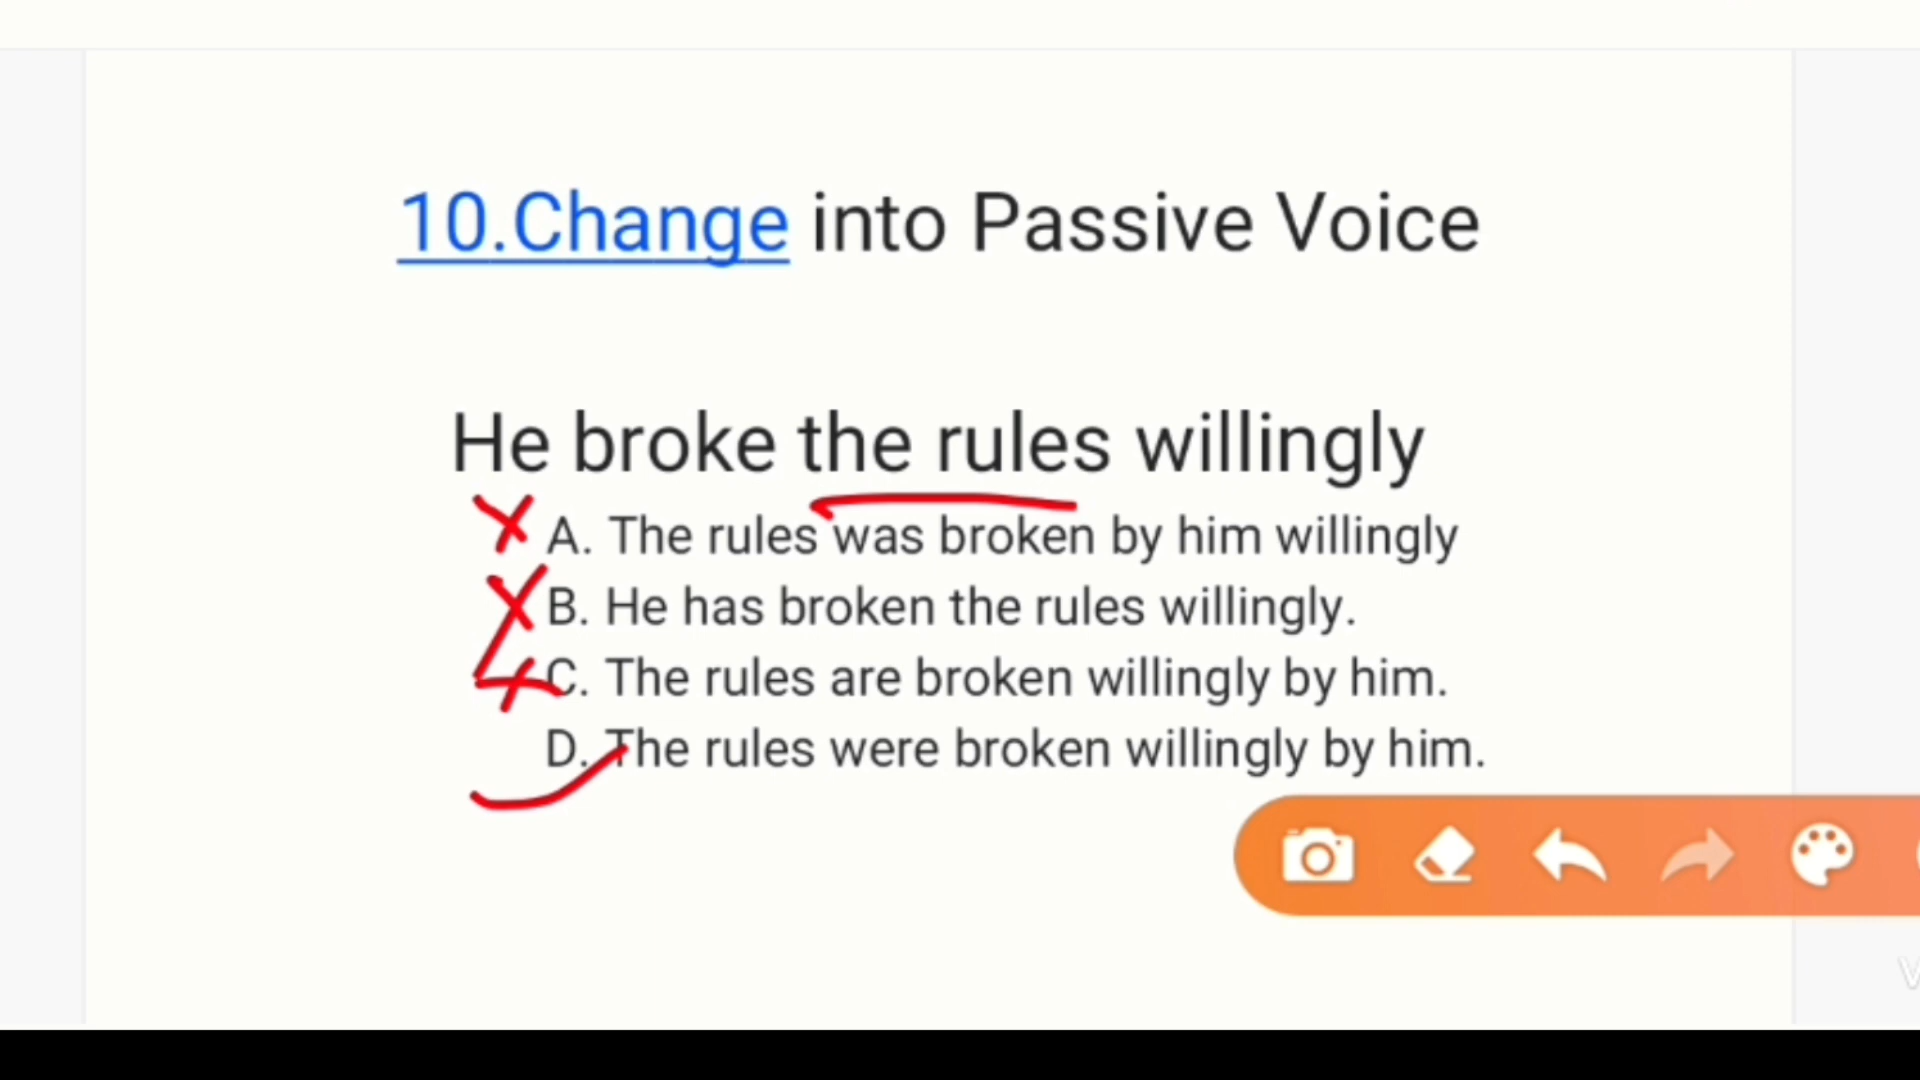 10.Change into Passive Voice
He broke the rules willingly
A. The rules was broken by him willingly
B. He has broken the rules willingly.
C. The rules are broken willingly by him.
D. The rules were broken willingly by him.